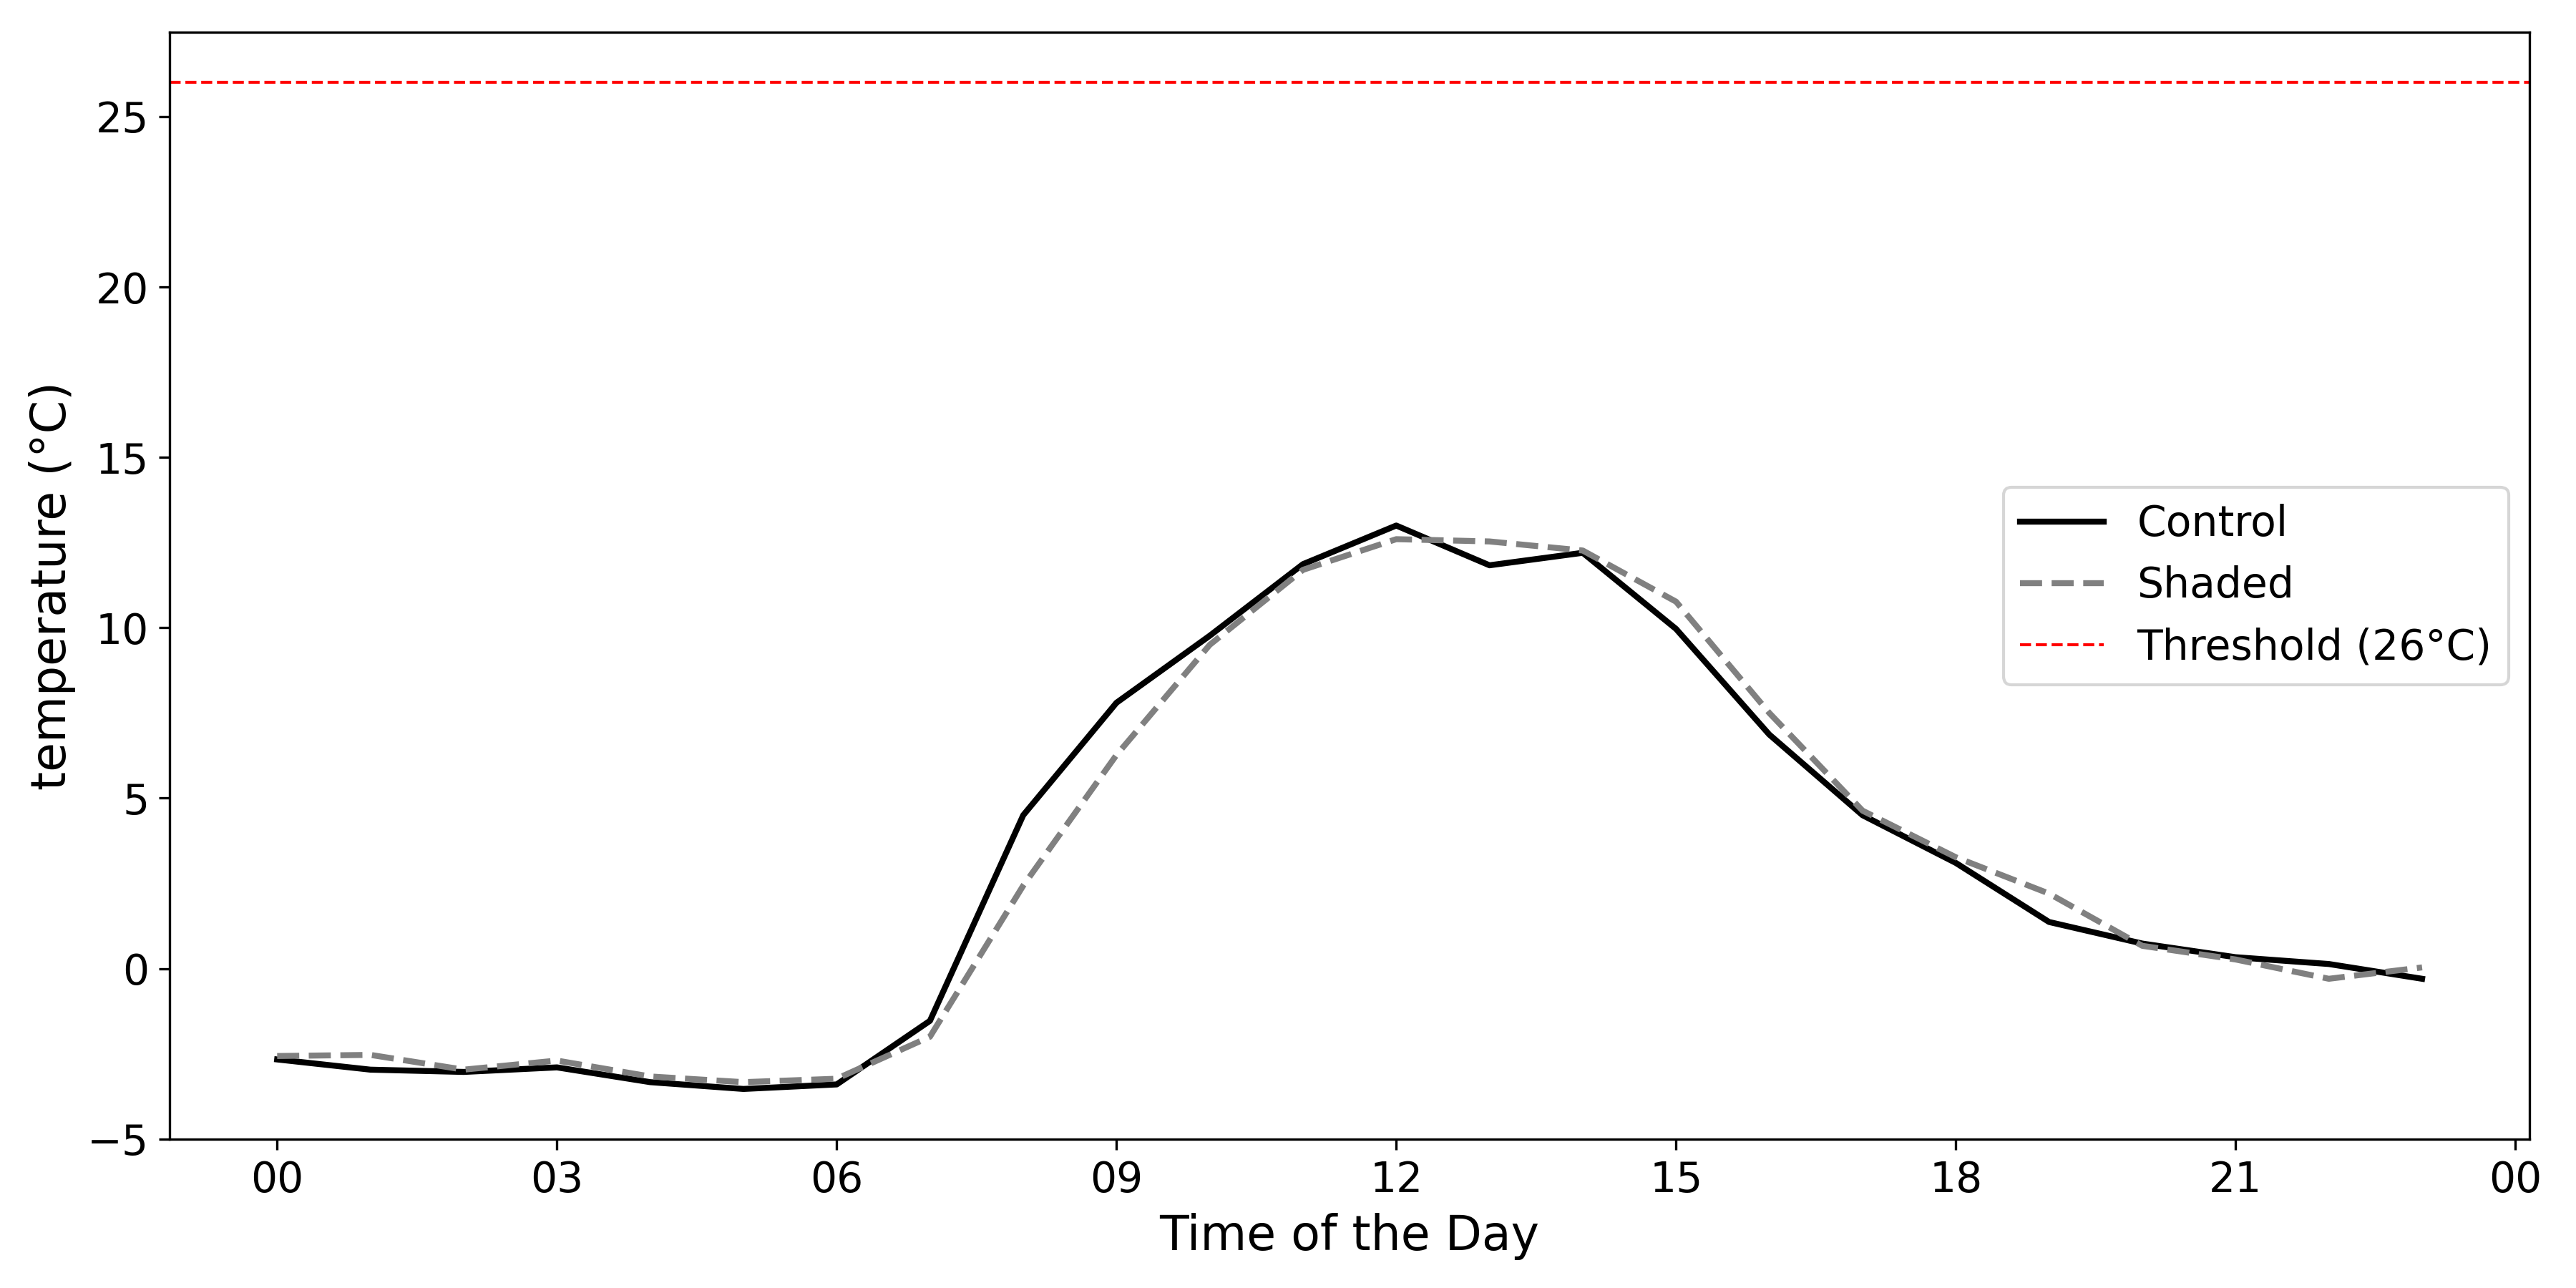 25
20
15
10
5
0
−5
temperature (°C)
Control
Shaded
Threshold (26°C)
00 03 06 09 12 15 18 21 00
Time of the Day